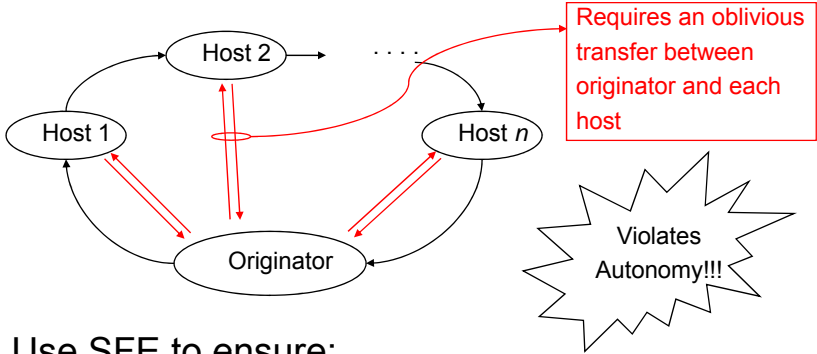 Requires an oblivious
transfer between
originator and each
host
Host 2
. . . .
Host 1
Host n
Violates
Autonomy!!!
Originator
Use SFE to ensure: